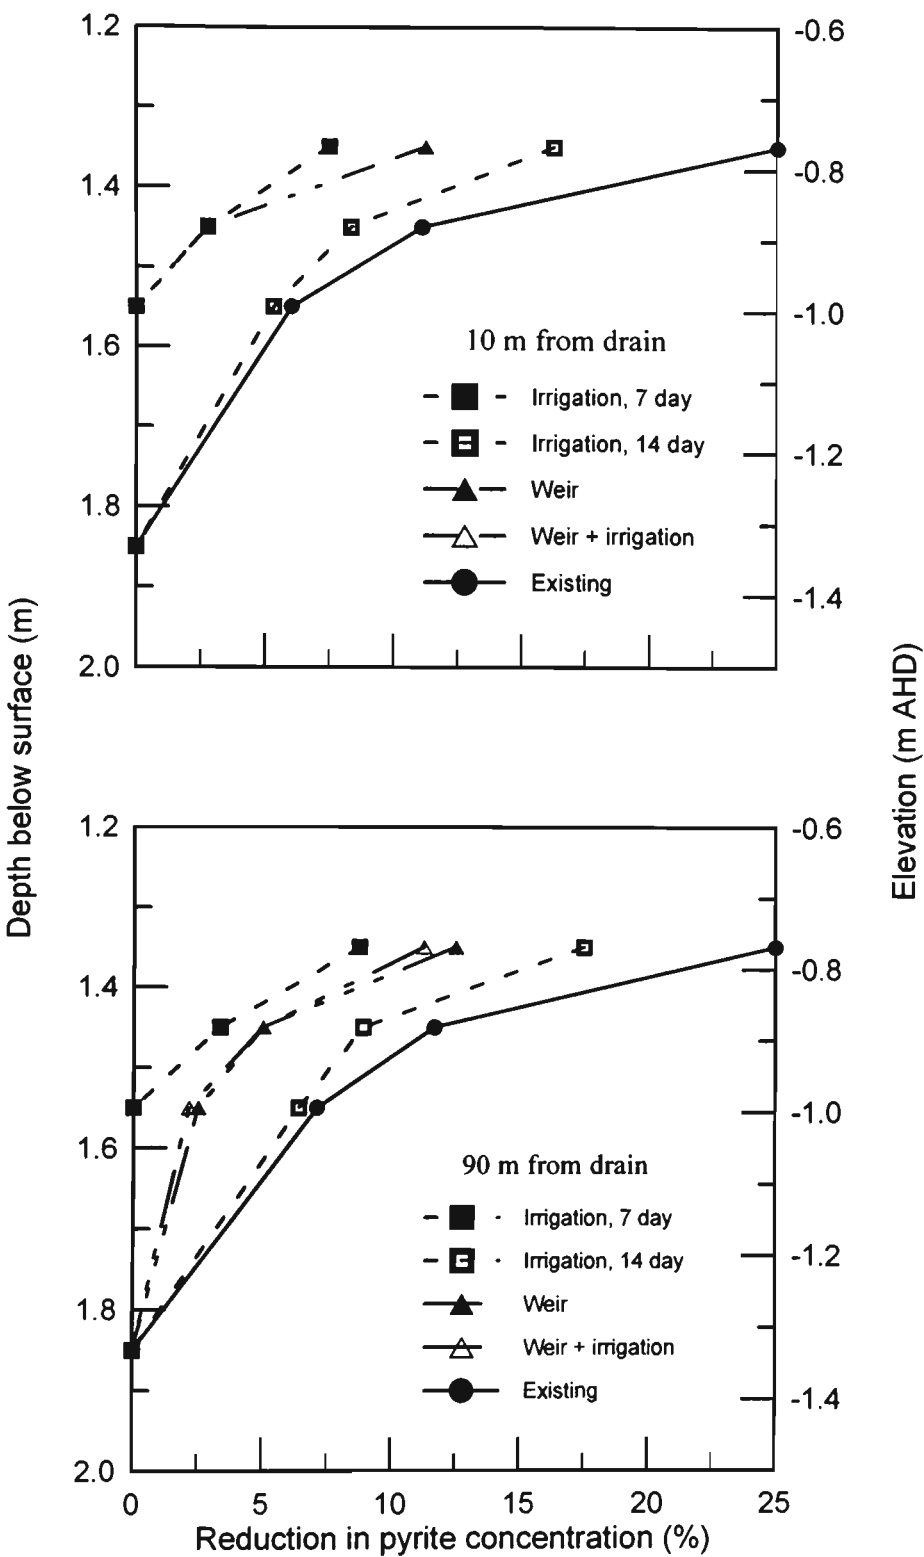 1.2
1.4
1.6
1.8
2.0
-0.6
-0.8
-1.0
-1.2
-1.4
10 m from drain
Irrigation, 7 day
Irrigation, 14 day
Weir
Weir + irrigation
Existing
Depth below surface (m)
Elevation (m AHD)
1.2
1.4
1.6
1.8
2.0
-0.6
-0.8
-1.0
-1.2
-1.4
90 m from drain
Irrigation, 7 day
Irrigation, 14 day
Weir
Weir + irrigation
Existing
0 5 10 15 20 25
Reduction in pyrite concentration (%)